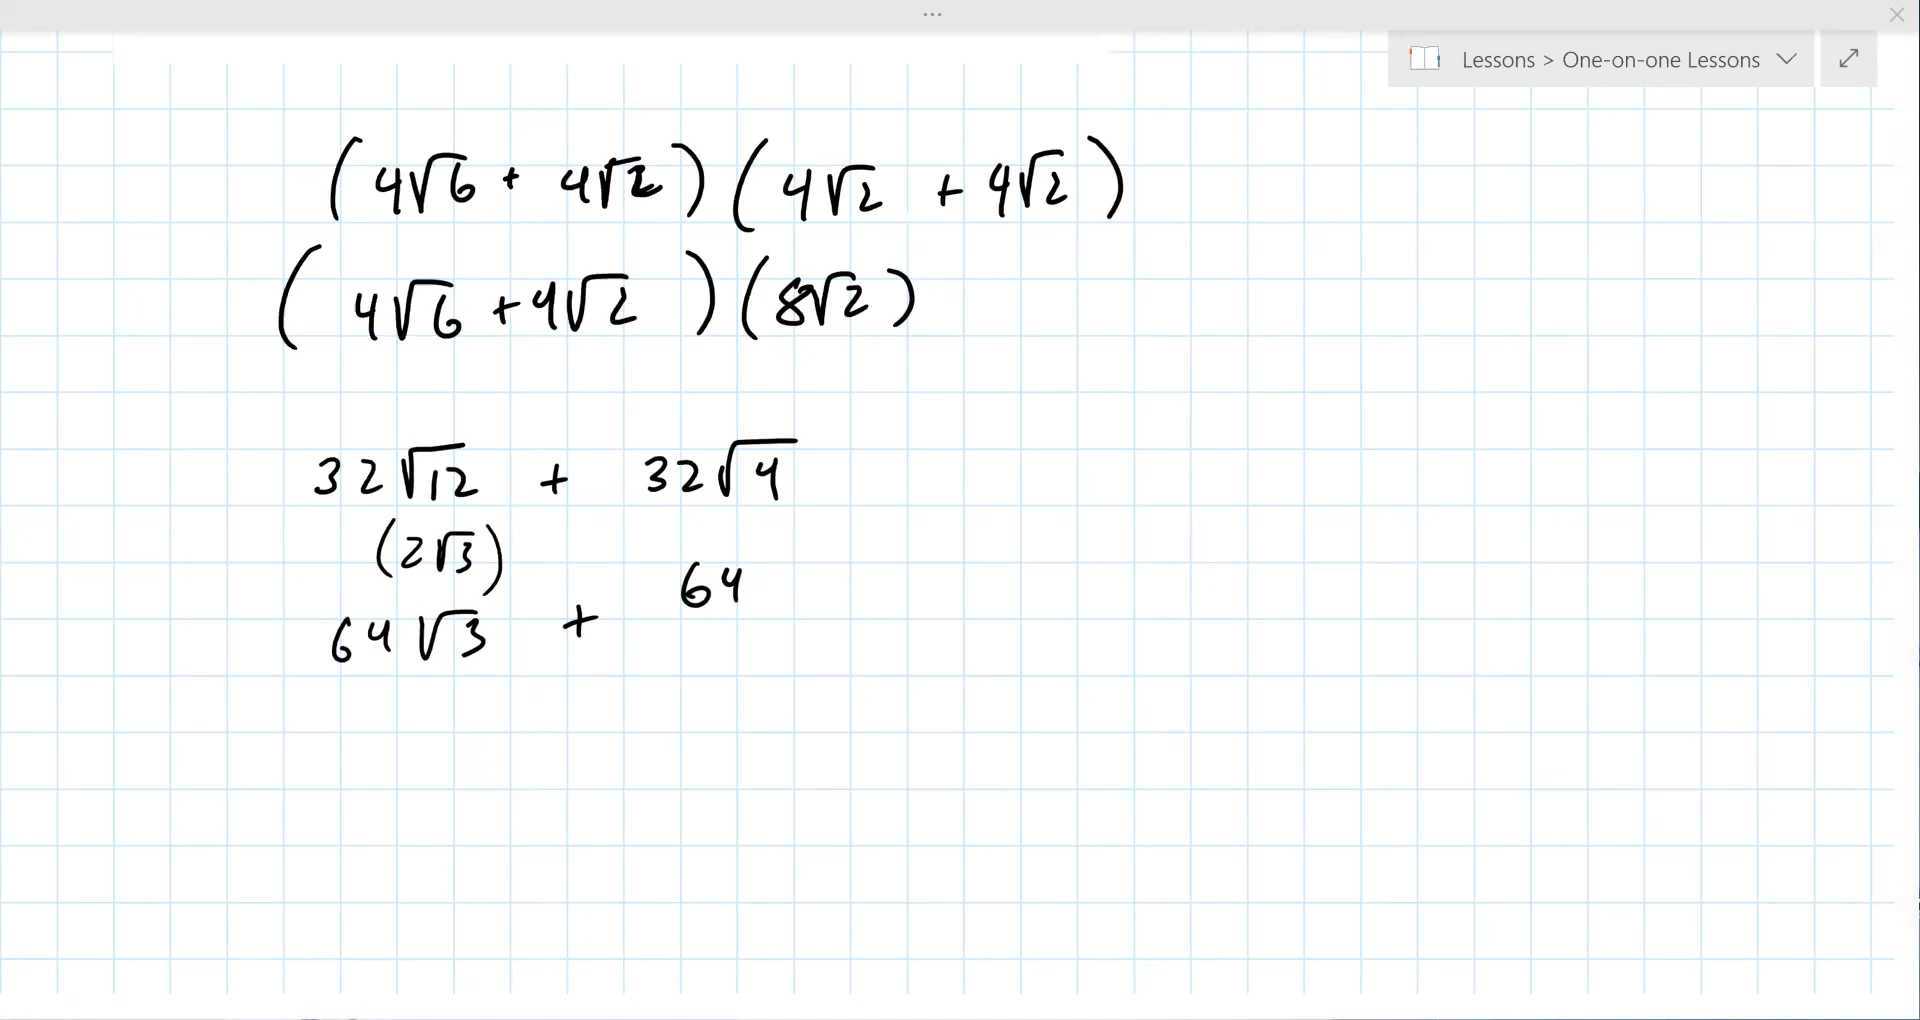 ...
Lessons > One-on-one Lessons
(4√6 + 4√2)(4√2 + 4√2)
(4√6 + 4√2)(8√2)
32√12 + 32√4
(2√3)
64√3 + 64